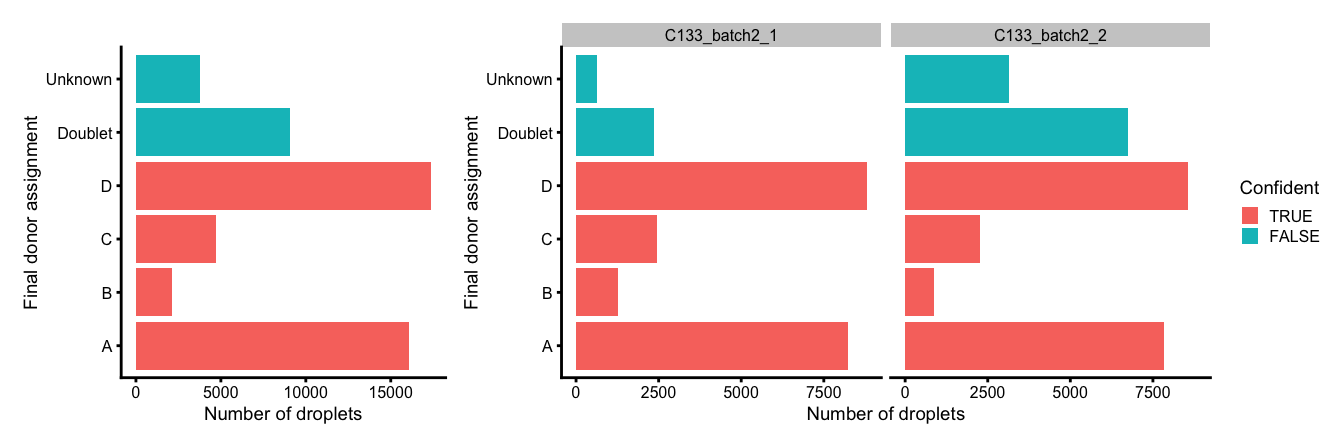 Final donor assignment
Unknown
Doublet
D
C
B
A
0 5000 10000 15000
Number of droplets
C133_batch2_1 C133_batch2_2
Final donor assignment
Unknown
Doublet
D
C
B
A
0 2500 5000 7500 0 2500 5000 7500
Number of droplets
Confident
TRUE
FALSE